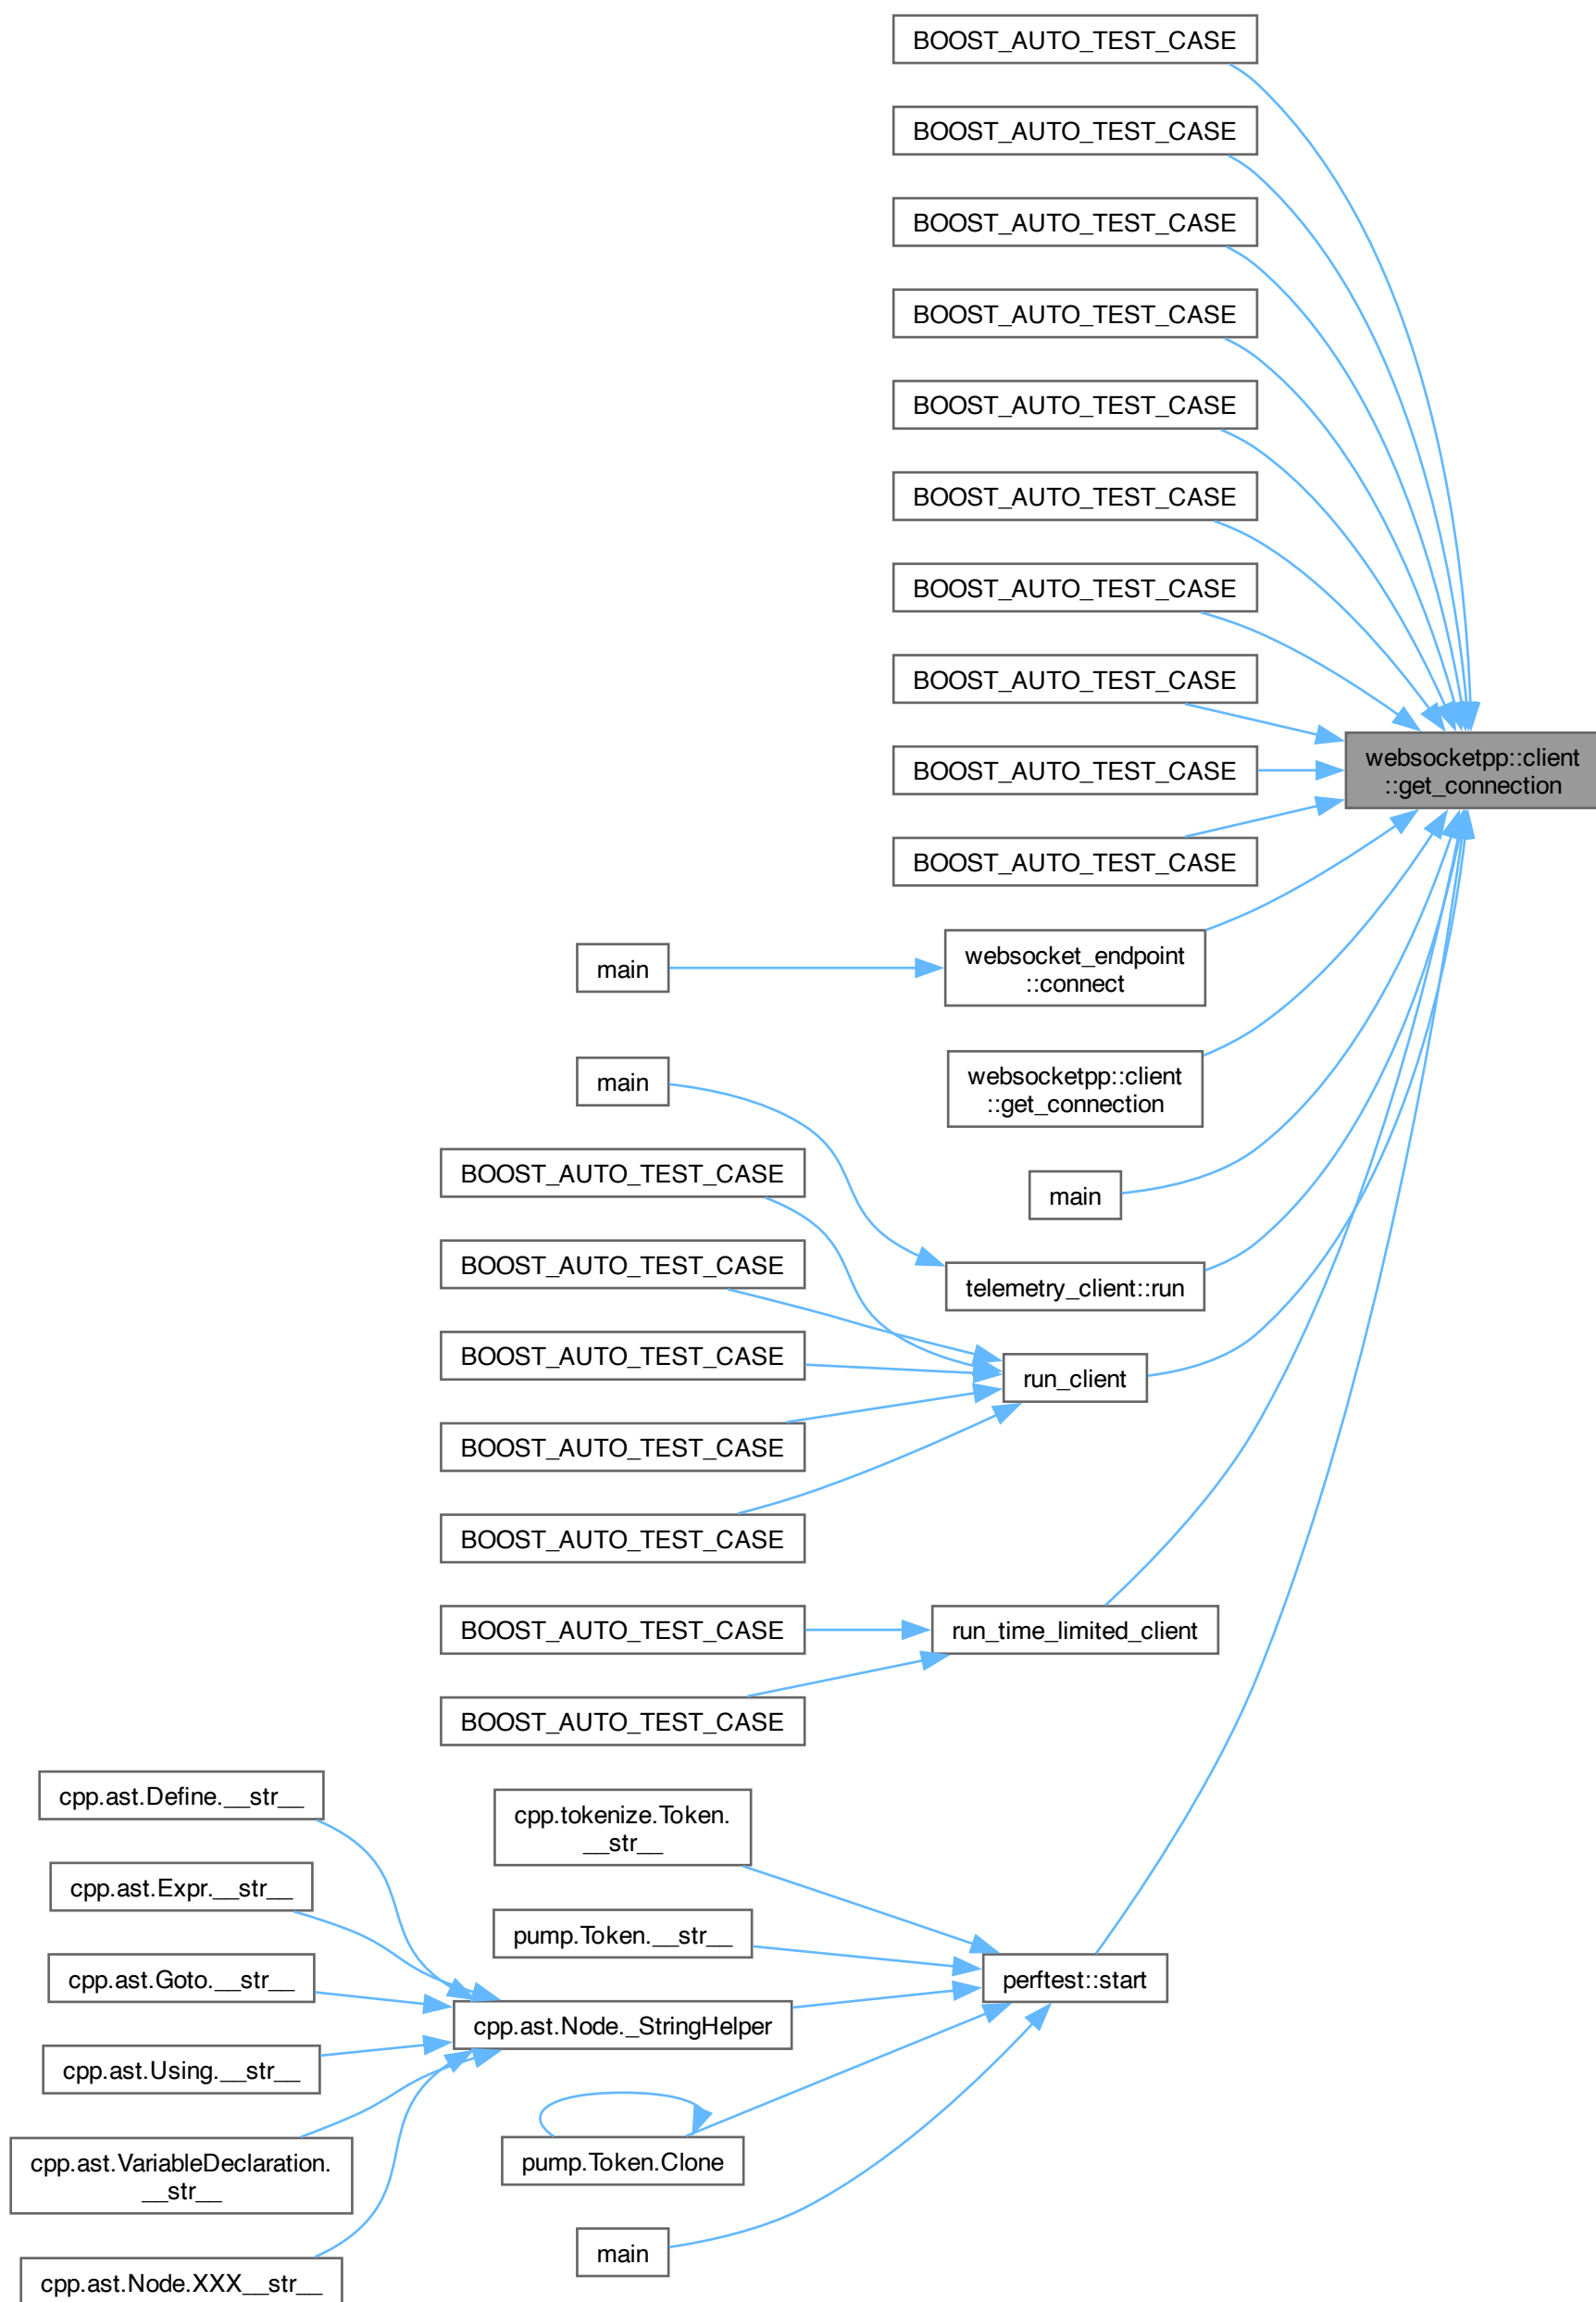 BOOST_AUTO_TEST_CASE
BOOST_AUTO_TEST_CASE
BOOST_AUTO_TEST_CASE
BOOST_AUTO_TEST_CASE
BOOST_AUTO_TEST_CASE
BOOST_AUTO_TEST_CASE
BOOST_AUTO_TEST_CASE
BOOST_AUTO_TEST_CASE
websocketpp::client
::get_connection
BOOST_AUTO_TEST_CASE
BOOST_AUTO_TEST_CASE
main
websocket_endpoint
::connect
main
websocketpp::client
::get_connection
BOOST_AUTO_TEST_CASE
main
BOOST_AUTO_TEST_CASE
telemetry_client::run
BOOST_AUTO_TEST_CASE
run_client
BOOST_AUTO_TEST_CASE
BOOST_AUTO_TEST_CASE
BOOST_AUTO_TEST_CASE
run_time_limited_client
BOOST_AUTO_TEST_CASE
cpp.ast.Define.__str__
cpp.tokenize.Token.
__str__
cpp.ast.Expr.__str__
pump.Token.__str__
cpp.ast.Goto.__str__
perftest::start
cpp.ast.Node._StringHelper
cpp.ast.Using.__str__
cpp.ast.VariableDeclaration.
__str__
pump.Token.Clone
main
cpp.ast.Node.XXX__str__